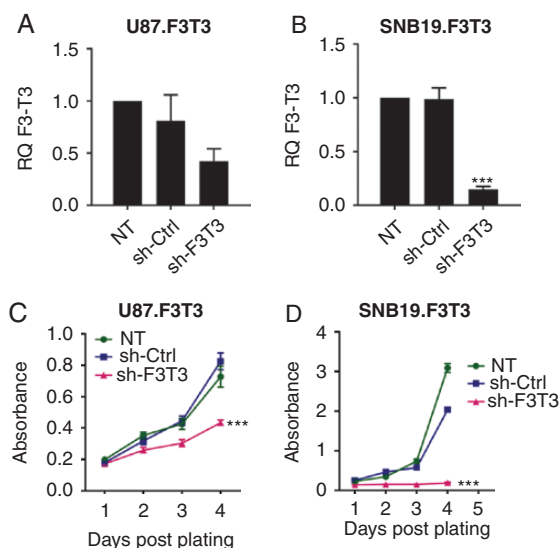 A
U87.F3T3
RQ F3-T3
1.5
1.0
0.5
0.0
NT
sh-Ctrl
sh-F3T3
B
SNB19.F3T3
RQ F3-T3
1.5
1.0
0.5
0.0
***
NT
sh-Ctrl
sh-F3T3
C
U87.F3T3
Absorbance
1.0
0.8
0.6
0.4
0.2
0.0
NT
sh-Ctrl
sh-F3T3
***
1 2 3 4
Days post plating
D
SNB19.F3T3
Absorbance
4
3
2
1
0
NT
sh-Ctrl
sh-F3T3
***
1 2 3 4 5
Days post plating